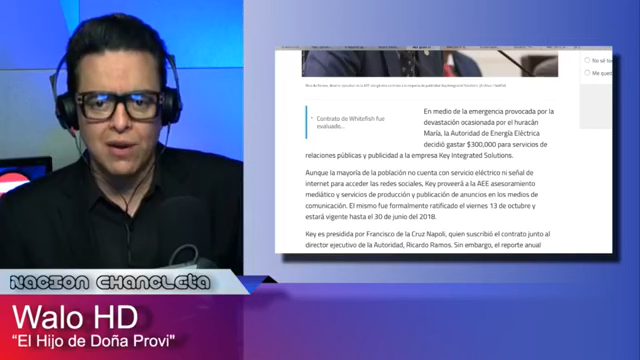 No sé to
Me quen
Contrato de Whitefish fue
evaluado...
En medio de la emergencia provocada por la
devastación ocasionada por el huracán
María, la Autoridad de Energía Eléctrica
decidió gastar $300,000 para servicios de
relaciones públicas y publicidad a la empresa Key Integrated Solutions.
Aunque la mayoría de la población no cuenta con servicio eléctrico ni señal de
internet para acceder las redes sociales, Key proveerá a la AEE asesoramiento
mediático y servicios de producción y publicación de anuncios en los medios de
comunicación. El mismo fue formalmente ratificado el viernes 13 de octubre y
estará vigente hasta el 30 de junio del 2018.
Key es presidida por Francisco de la Cruz Napoli, quien suscribió el contrato junto al
director ejecutivo de la Autoridad, Ricardo Ramos. Sin embargo, el reporte anual
NACION CHANCLETA
Walo HD
"El Hijo de Doña Provi"